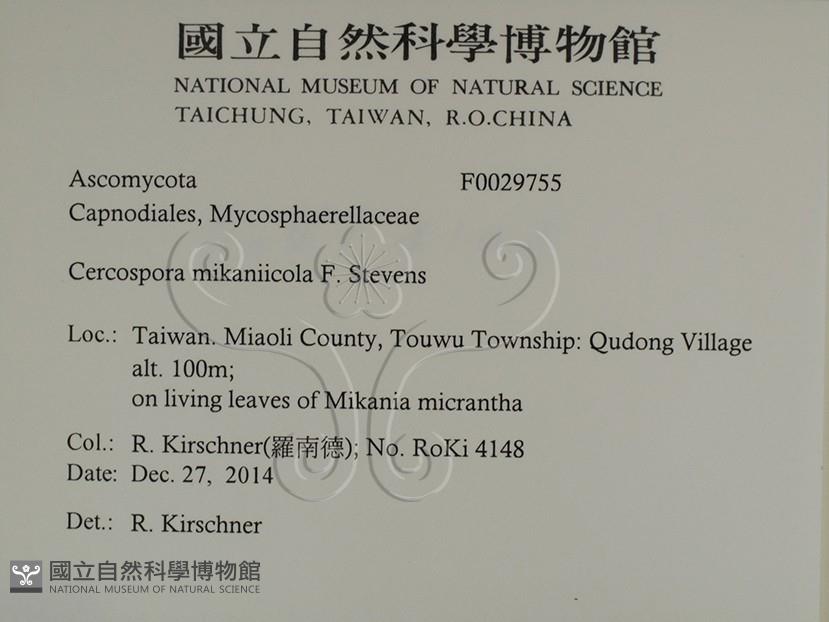 國立自然科學博物館
NATIONAL MUSEUM OF NATURAL SCIENCE
TAICHUNG, TAIWAN, R.O.CHINA
Ascomycota F0029755
Capnodiales, Mycosphaerellaceae
Cercospora mikaniicola F. Stevens
Loc.: Taiwan. Miaoli County, Touwu Township: Qudong Village
alt. 100m;
on living leaves of Mikania micrantha
Col.: R. Kirschner(羅南德); No. RoKi 4148
Date: Dec. 27, 2014
Det.: R. Kirschner
國立自然科學博物館
NATIONAL MUSEUM OF NATURAL SCIENCE